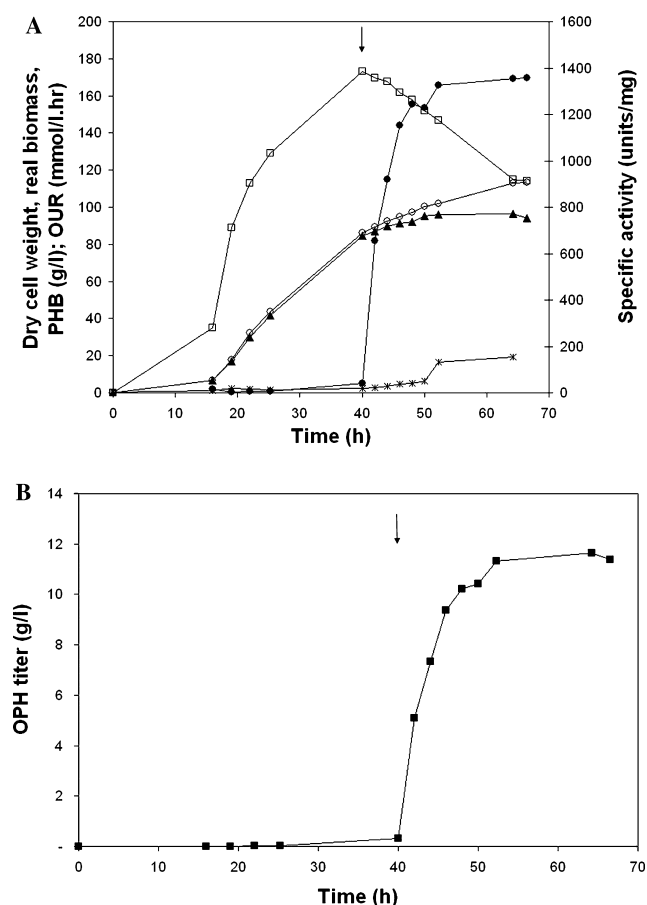 A
Dry cell weight, real biomass,
PHB (g/l); OUR (mmol/l.hr)
200
180
160
140
120
100
80
60
40
20
0
1600
1400
1200
1000
800
600
400
200
0
Specific activity (units/mg)
0 10 20 30 40 50 60 70
Time (h)
B
OPH titer (g/l)
14
12
10
8
6
4
2
-
0 10 20 30 40 50 60 70
Time (h)